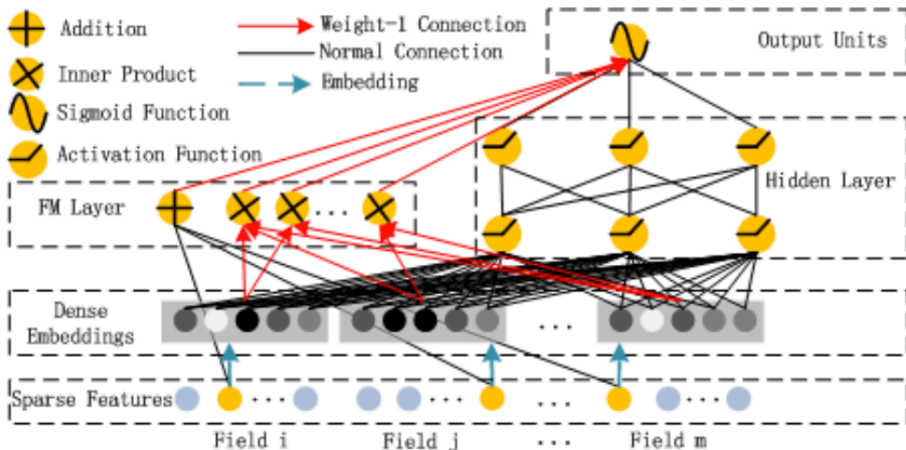 Addition
Inner Product
Sigmoid Function
Activation Function
Weight-1 Connection
Normal Connection
Embedding
Output Units
Hidden Layer
FM Layer
...
Dense
Embeddings
...
Sparse Features
...
...
...
...
Field i
Field j
...
Field m